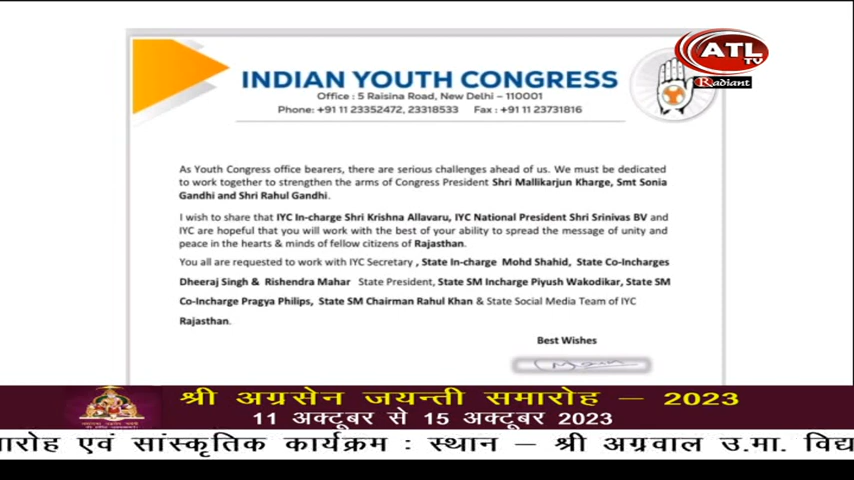 ATL
TV
Radiant
INDIAN YOUTH CONGRESS
Office : 5 Raisina Road, New Delhi – 110001
Phone: +91 11 23352472, 23318533 Fax : +91 11 23731816
As Youth Congress office bearers, there are serious challenges ahead of us. We must be dedicated
to work together to strengthen the arms of Congress President Shri Mallikarjun Kharge, Smt Sonia
Gandhi and Shri Rahul Gandhi.
I wish to share that IYC In-charge Shri Krishna Allavaru, IYC National President Shri Srinivas BV and
IYC are hopeful that you will work with the best of your ability to spread the message of unity and
peace in the hearts & minds of fellow citizens of Rajasthan.
You all are requested to work with IYC Secretary , State In-charge Mohd Shahid, State Co-Incharges
Dheeraj Singh & Rishendra Mahar State President, State SM Incharge Piyush Wakodikar, State SM
Co-Incharge Pragya Philips, State SM Chairman Rahul Khan & State Social Media Team of IYC
Rajasthan.
Best Wishes
श्री अग्रसेन जयन्ती समारोह – 2023
11 अक्टूबर से 15 अक्टूबर 2023
मारोह एवं सांस्कृतिक कार्यक्रम : स्थान – श्री अग्रवाल उ.मा. विद्य